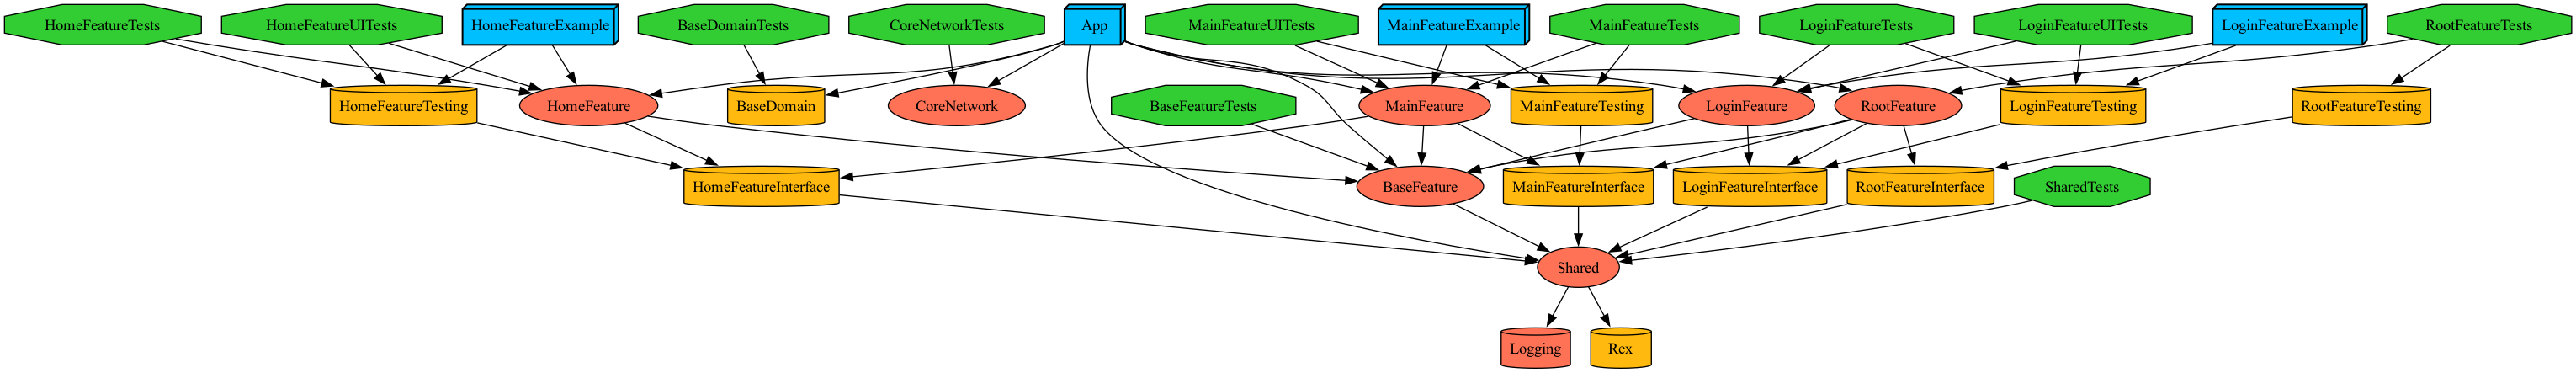 HomeFeatureTests
HomeFeatureUITests
HomeFeatureExample
BaseDomainTests
CoreNetworkTests
App
MainFeatureUITests
MainFeatureExample
MainFeatureTests
LoginFeatureTests
LoginFeatureUITests
LoginFeatureExample
RootFeatureTests
HomeFeatureTesting
HomeFeature
BaseDomain
CoreNetwork
BaseFeatureTests
MainFeature
MainFeatureTesting
LoginFeature
RootFeature
LoginFeatureTesting
RootFeatureTesting
HomeFeatureInterface
BaseFeature
MainFeatureInterface
LoginFeatureInterface
RootFeatureInterface
SharedTests
Shared
Logging
Rex